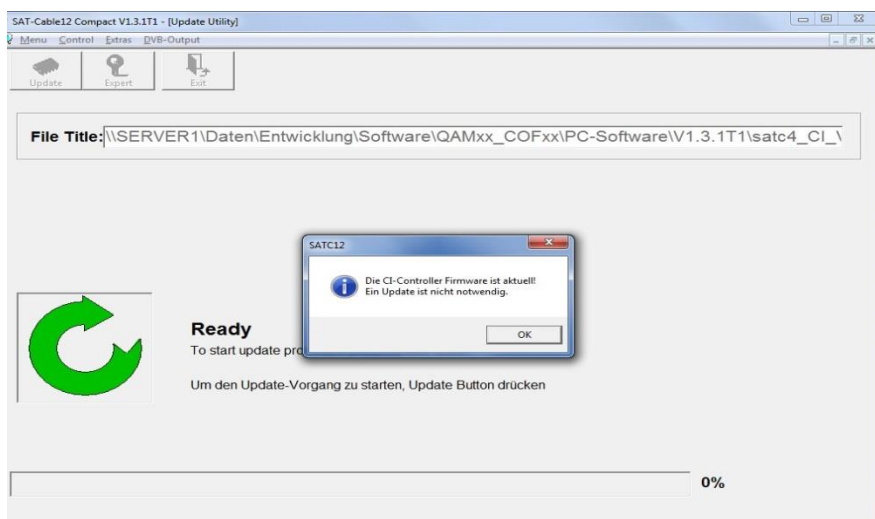 SAT-Cable12 Compact V1.3.1T1 - [Update Utility]
Menu Control Extras DVB-Output
Update Expert Exit
File Title: \\SERVER1\Daten\Entwicklung\Software\QAMxx_COFxx\PC-Software\V1.3.1T1\satc4_CI_\
SATC12
Die CI-Controller Firmware ist aktuell!
Ein Update ist nicht notwendig.
OK
Ready
To start update pro
Um den Update-Vorgang zu starten, Update Button drücken
0%